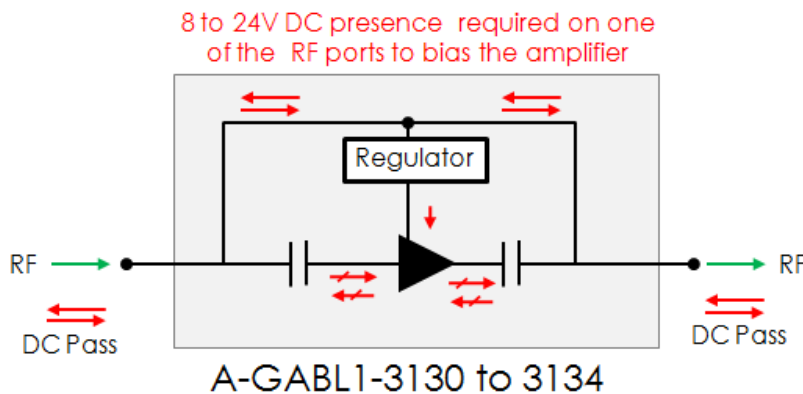 8 to 24V DC presence required on one
of the RF ports to bias the amplifier
Regulator
RF
RF
DC Pass
DC Pass
A-GABL1-3130 to 3134